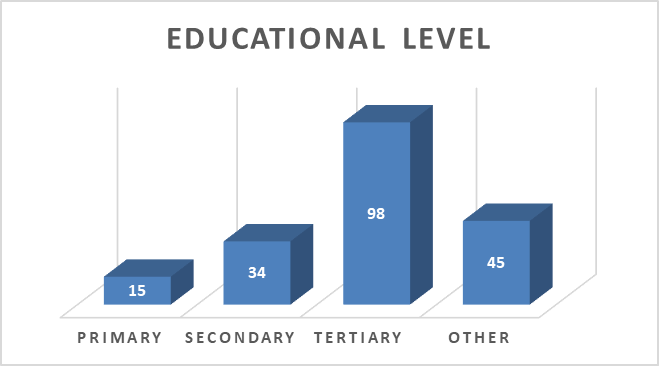 EDUCATIONAL LEVEL
98
45
34
15
PRIMARY SECONDARY TERTIARY OTHER